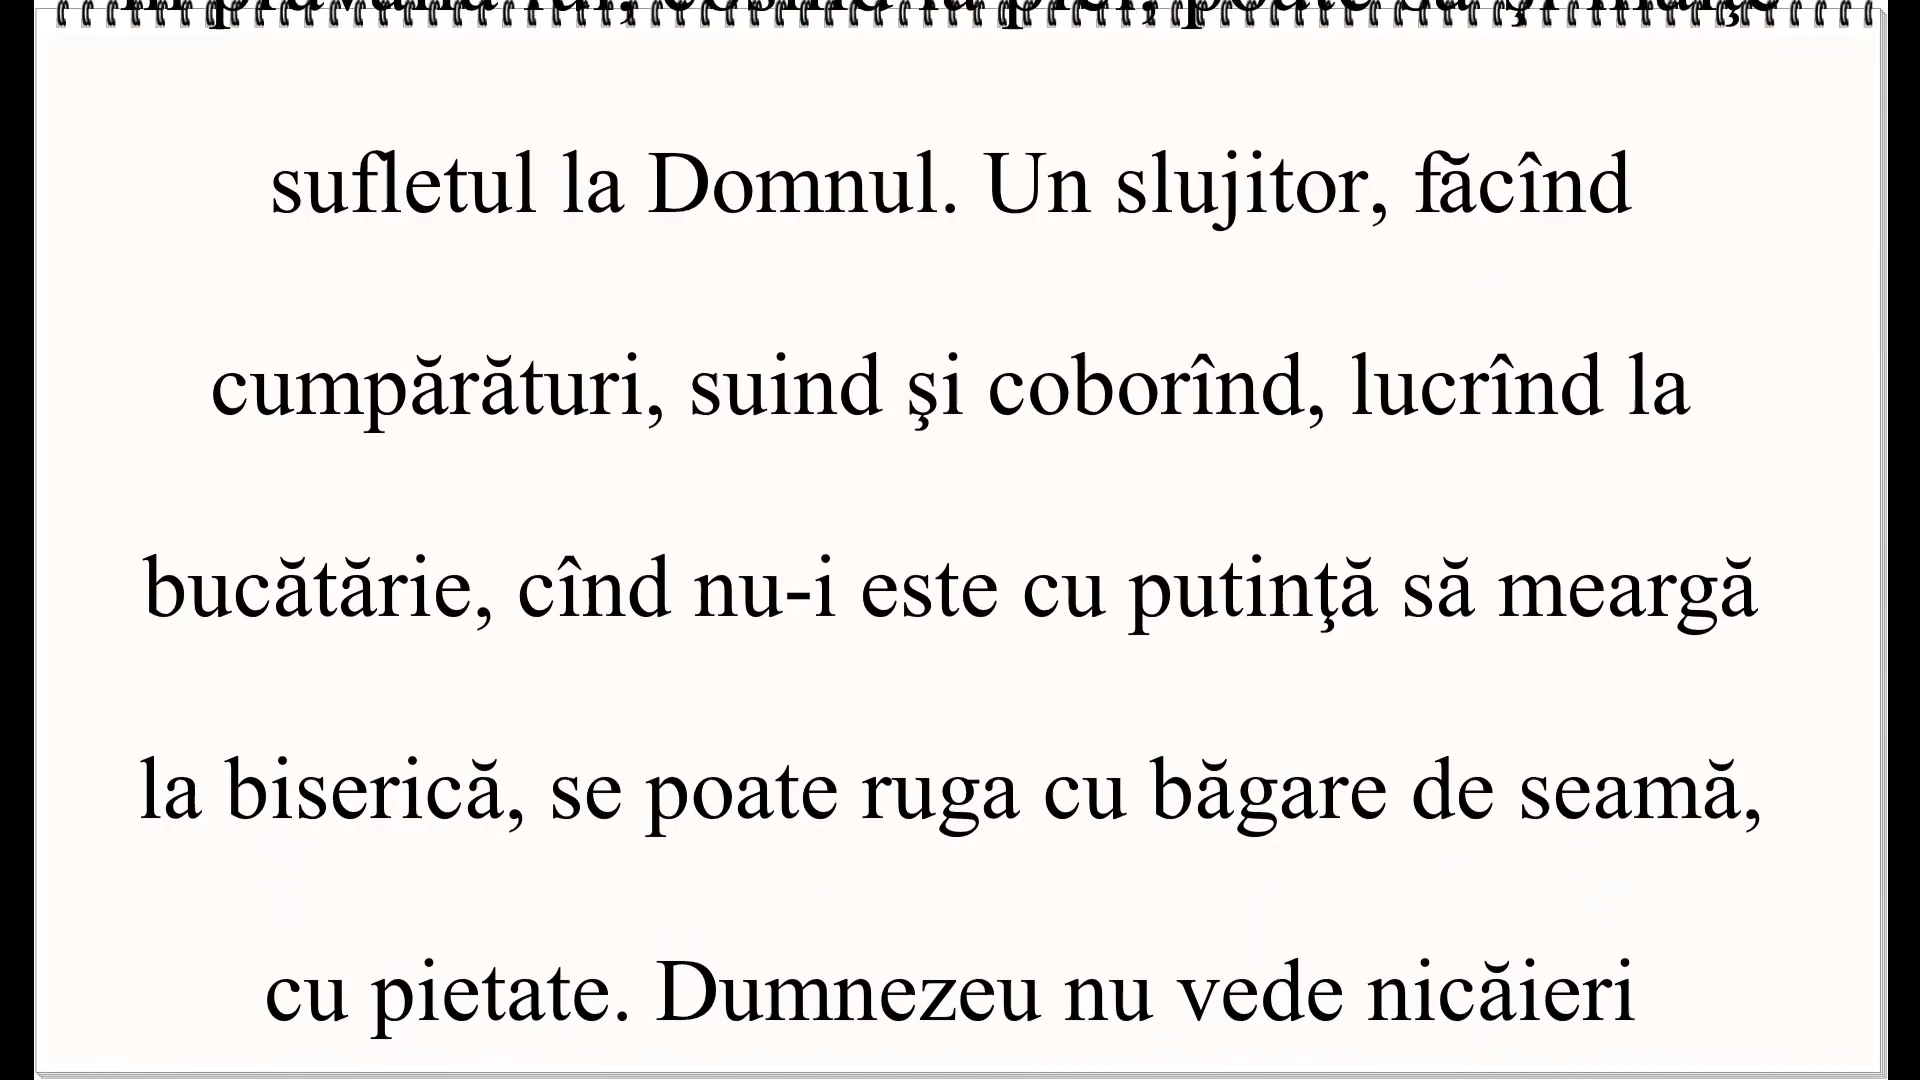 sufletul la Domnul. Un slujitor, făcînd
cumpărături, suind şi coborînd, lucrînd la
bucătărie, cînd nu-i este cu putinţă să meargă
la biserică, se poate ruga cu băgare de seamă,
cu pietate. Dumnezeu nu vede nicăieri